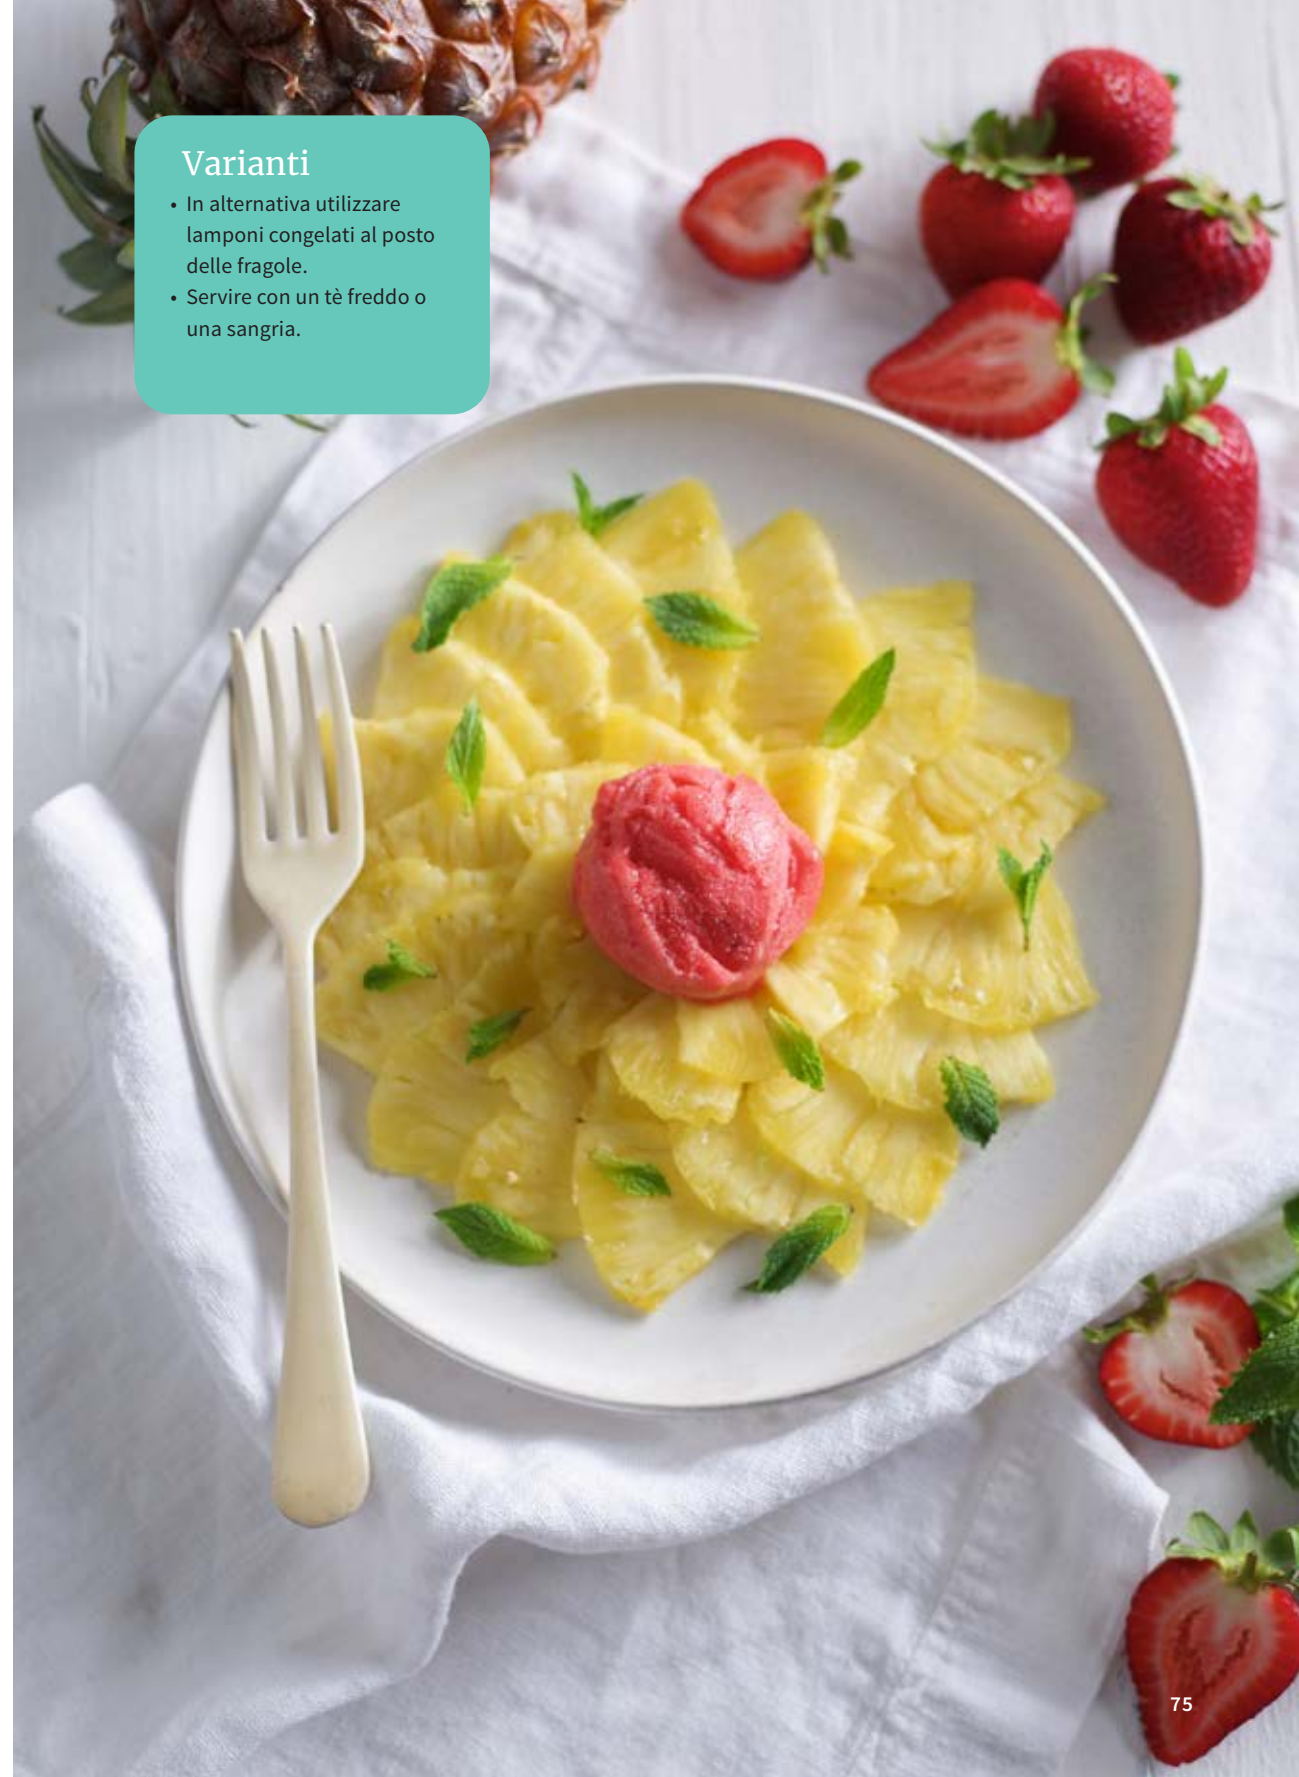 Varianti
• In alternativa utilizzare
lamponi congelati al posto
delle fragole.
• Servire con un tè freddo o
una sangria.
75